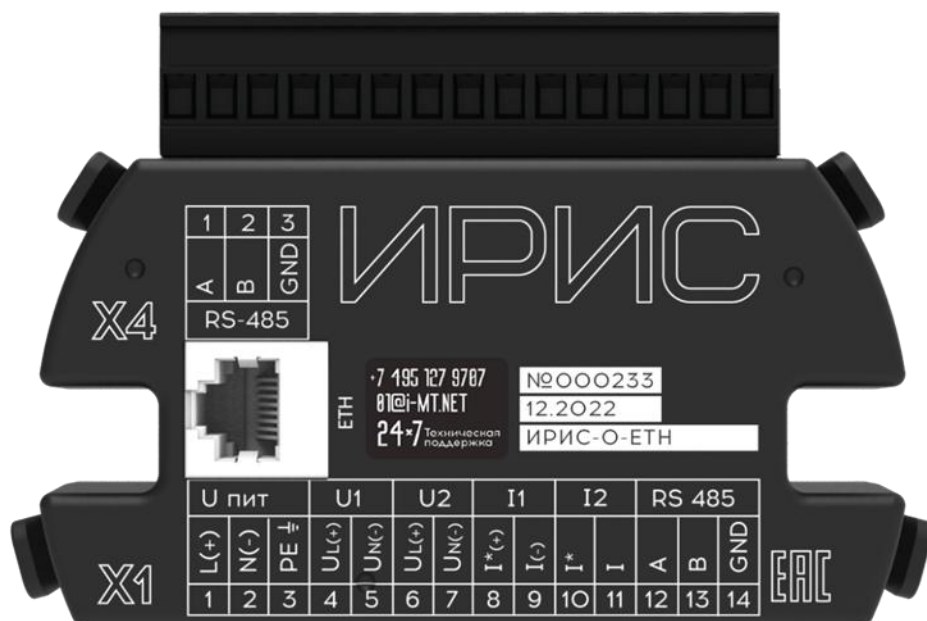 1 2 3
A B GND
RS-485
X4
ИРИС
ETH
+7 495 127 9707
01@i-MT.NET
24×7 Техническая поддержка
№000233
12.2022
ИРИС-О-ETH
U пит U1 U2 I1 I2 RS 485
L(+) N(-) PE UL(+) UN(-) UL(+) UN(-) I*(+) I(-) I* I A B GND
1 2 3 4 5 6 7 8 9 10 11 12 13 14
X1
EAC